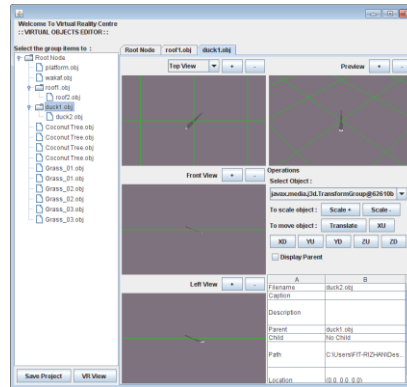 Welcome To Virtual Reality Centre
:::VIRTUAL OBJECTS EDITOR:::
Select the group items to :
Root Node
platform.obj
wakaf.obj
roof1.obj
roof2.obj
duck1.obj
duck2.obj
Coconut Tree.obj
Coconut Tree.obj
Coconut Tree.obj
Coconut Tree.obj
Grass_01.obj
Grass_01.obj
Grass_02.obj
Grass_02.obj
Grass_03.obj
Grass_03.obj
Save Project VR View
Root Node roof1.obj duck1.obj
Top View + -
Preview + -
Front View + -
Left View + -
Operations
Select Object :
javax.media.j3d.TransformGroup@62610b
To scale object : Scale + Scale -
To move object : Translate XU
XD YU YD ZU ZD
Display Parent
A B
Filename duck2.obj
Caption
Description
Parent duck1.obj
Child No Child
Path C:\Users\FIT-RIZHAN\Des...
Location (0.0, 0.0, 0.0)